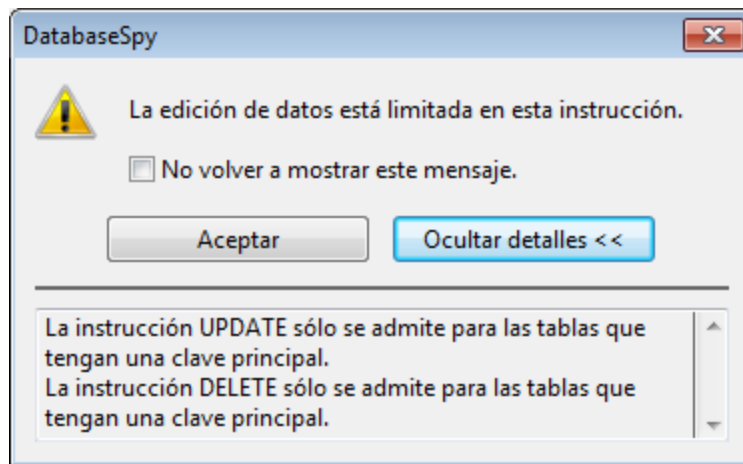 DatabaseSpy
La edición de datos está limitada en esta instrucción.
No volver a mostrar este mensaje.
Aceptar
Ocultar detalles <<
La instrucción UPDATE sólo se admite para las tablas que
tengan una clave principal.
La instrucción DELETE sólo se admite para las tablas que
tengan una clave principal.